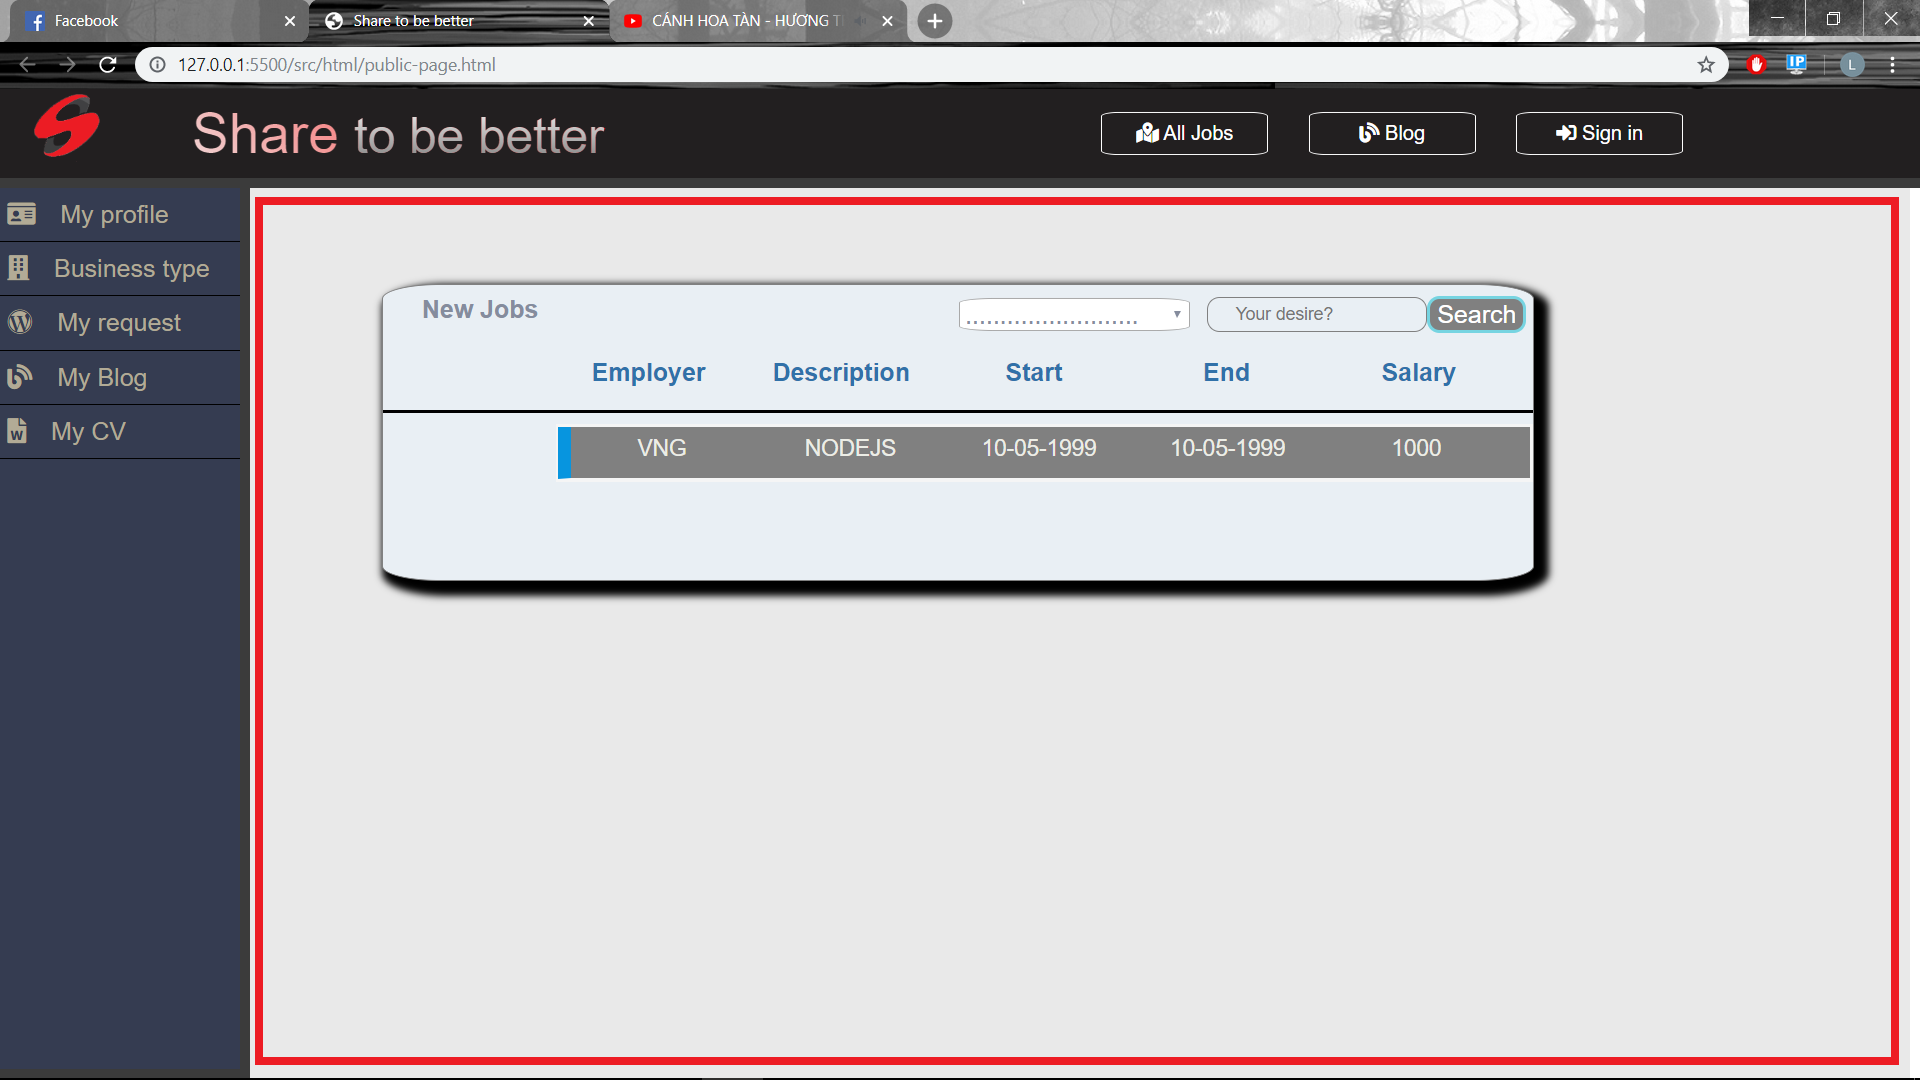 Facebook
Share to be better
CÁNH HOA TÀN - HƯƠNG
127.0.0.1:5500/src/html/public-page.html
IP
L
Share to be better
All Jobs
Blog
Sign in
My profile
Business type
My request
My Blog
My CV
New Jobs
.........................
Your desire?
Search
Employer Description Start End Salary
VNG NODEJS 10-05-1999 10-05-1999 1000